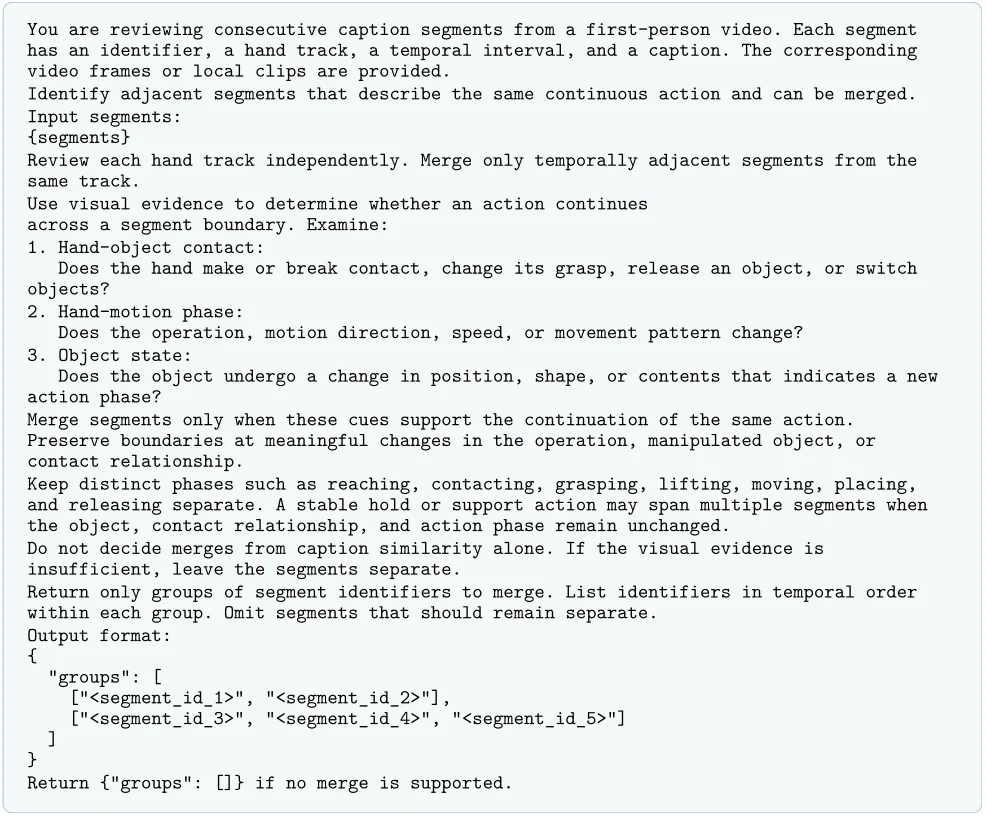 You are reviewing consecutive caption segments from a first-person video. Each segment
has an identifier, a hand track, a temporal interval, and a caption. The corresponding
video frames or local clips are provided.
Identify adjacent segments that describe the same continuous action and can be merged.
Input segments:
{segments}
Review each hand track independently. Merge only temporally adjacent segments from the
same track.
Use visual evidence to determine whether an action continues
across a segment boundary. Examine:
1. Hand-object contact:
Does the hand make or break contact, change its grasp, release an object, or switch
objects?
2. Hand-motion phase:
Does the operation, motion direction, speed, or movement pattern change?
3. Object state:
Does the object undergo a change in position, shape, or contents that indicates a new
action phase?
Merge segments only when these cues support the continuation of the same action.
Preserve boundaries at meaningful changes in the operation, manipulated object, or
contact relationship.
Keep distinct phases such as reaching, contacting, grasping, lifting, moving, placing,
and releasing separate. A stable hold or support action may span multiple segments when
the object, contact relationship, and action phase remain unchanged.
Do not decide merges from caption similarity alone. If the visual evidence is
insufficient, leave the segments separate.
Return only groups of segment identifiers to merge. List identifiers in temporal order
within each group. Omit segments that should remain separate.
Output format:
{
"groups": [
["<segment_id_1>", "<segment_id_2>"],
["<segment_id_3>", "<segment_id_4>", "<segment_id_5>"]
]
}
Return {"groups": []} if no merge is supported.